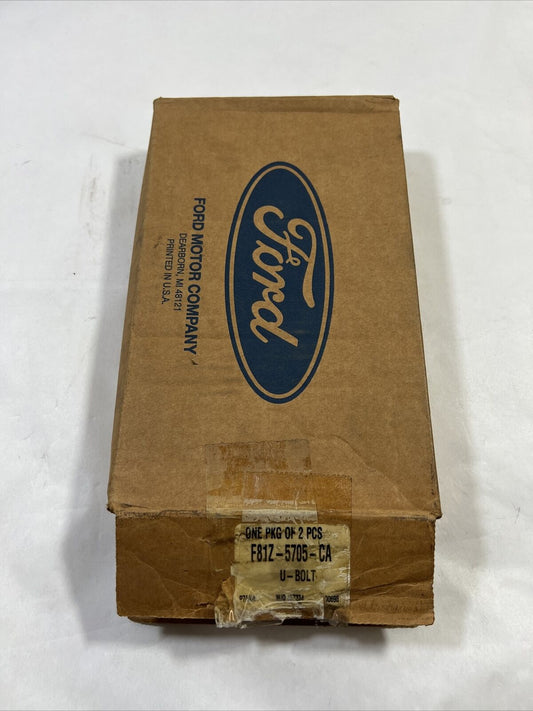 Ford
FORD MOTOR COMPANY
DEARBORN, MI 48121
PRINTED IN U.S.A.
ONE PKG OF 2 PCS
F81Z-5705-CA
U-BOLT